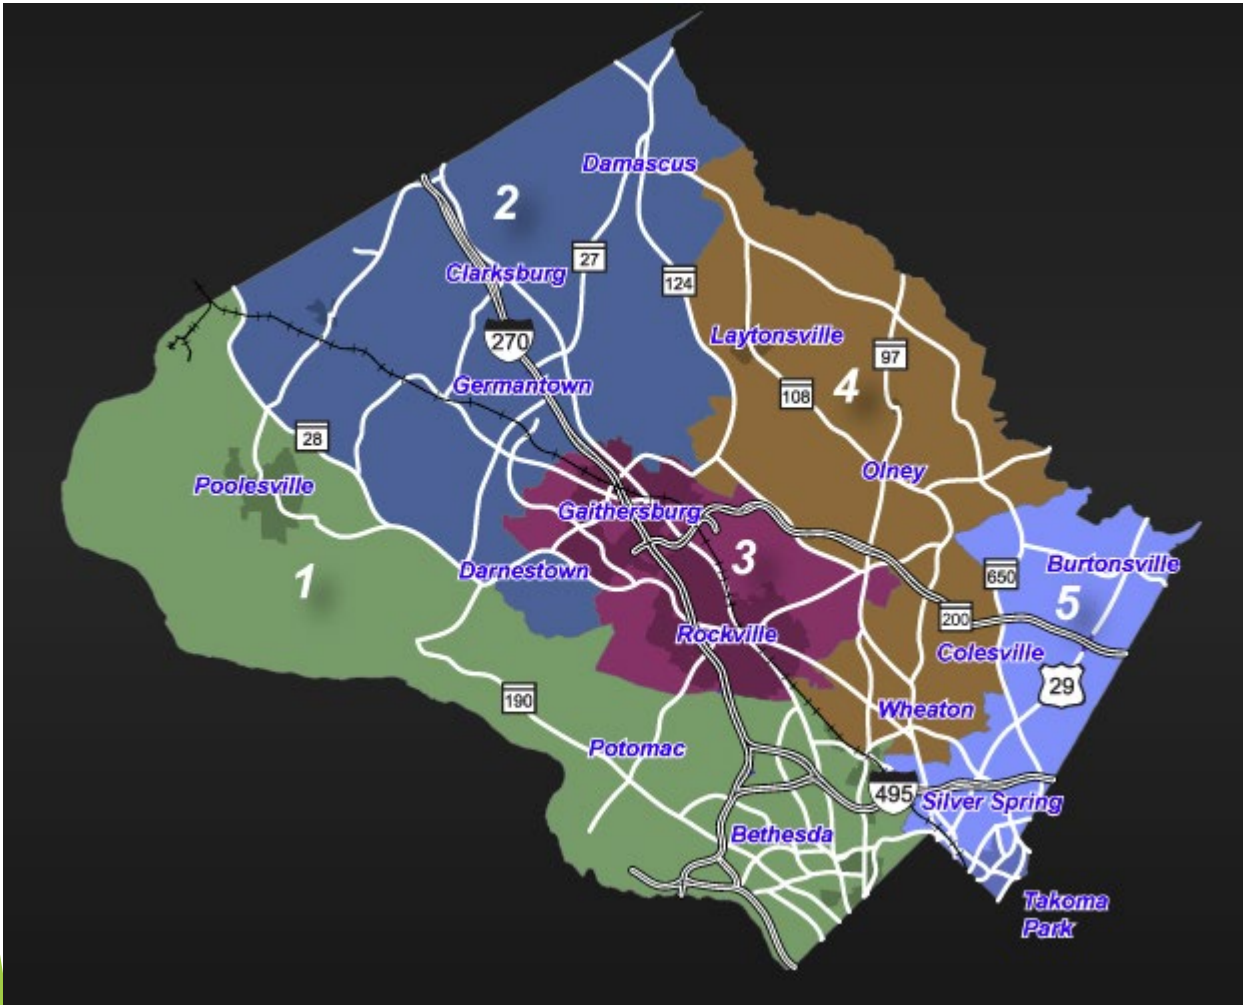 Damascus
2
27
Clarksburg
124
270
Laytonsville
97
Germantown
108
4
28
Olney
Poolesville
Gaithersburg
3
Burtonsville
Darnestown
650
1
5
200
Rockville
Colesville
29
190
Wheaton
Potomac
495
Silver Spring
Bethesda
Takoma
Park